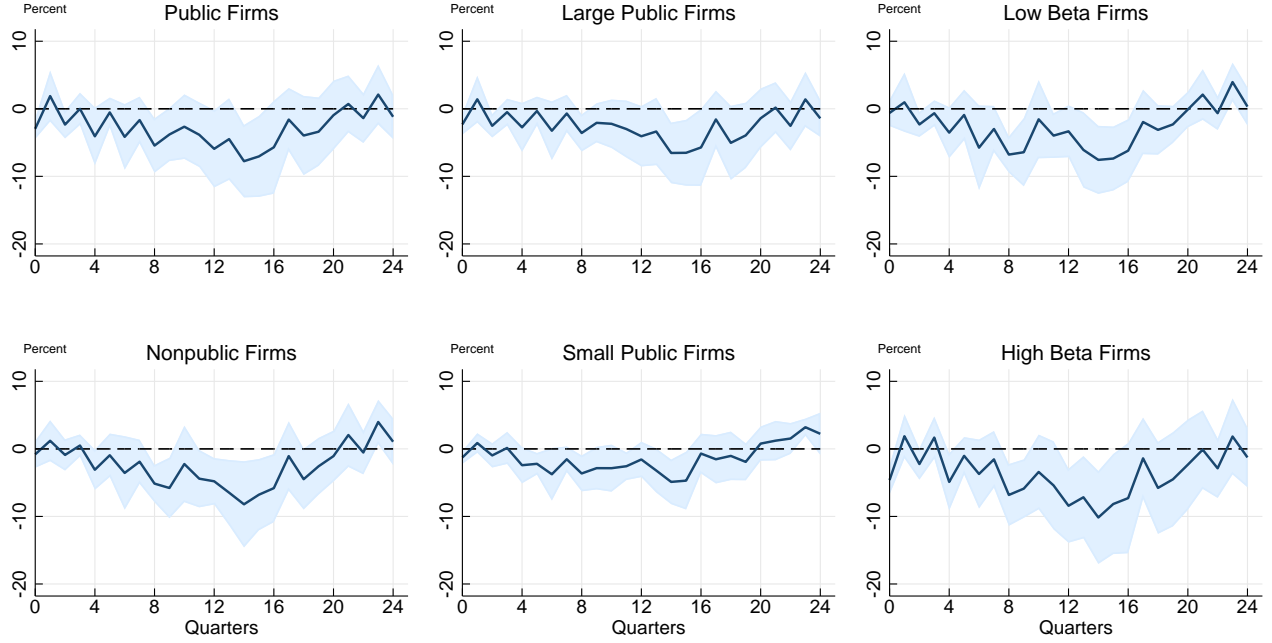 Percent
Public Firms
10
0
-10
-20
0 4 8 12 16 20 24
Percent
Large Public Firms
10
0
-10
-20
0 4 8 12 16 20 24
Percent
Low Beta Firms
10
0
-10
-20
0 4 8 12 16 20 24
Percent
Nonpublic Firms
10
0
-10
-20
0 4 8 12 16 20 24
Quarters
Percent
Small Public Firms
10
0
-10
-20
0 4 8 12 16 20 24
Quarters
Percent
High Beta Firms
10
0
-10
-20
0 4 8 12 16 20 24
Quarters